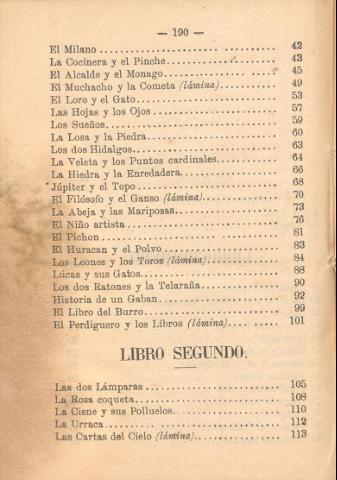 — 190 —
El Milano ........................ 42
La Cocinera y el Pinche ........................ 43
El Alcalde y el Monago ........................ 45
El Muchacho y la Cometa (lámina) ........................ 49
El Loro y el Gato ........................ 53
Las Hojas y los Ojos ........................ 57
Los Sueños ........................ 59
La Losa y la Piedra ........................ 60
Los dos Hidalgos ........................ 63
La Veleta y los Puntos cardinales ........................ 64
La Hiedra y la Enredadera ........................ 66
Júpiter y el Topo ........................ 68
El Filósofo y el Ganso (lámina) ........................ 70
La Abeja y las Mariposas ........................ 73
El Niño artista ........................ 76
El Pichon ........................ 81
El Huracan y el Polvo ........................ 83
Los Leones y los Toros (lámina) ........................ 84
Lúcas y sus Gatos ........................ 88
Los dos Ratones y la Telaraña ........................ 90
Historia de un Gaban ........................ 92
El Libro del Burro ........................ 99
El Perdiguero y los Libros (lámina) ........................ 101
LIBRO SEGUNDO.
Las dos Lámparas ........................ 105
La Rosa coqueta ........................ 108
La Cisne y sus Polluelos ........................ 110
La Urraca ........................ 112
Las Cartas del Cielo (lámina) ........................ 113